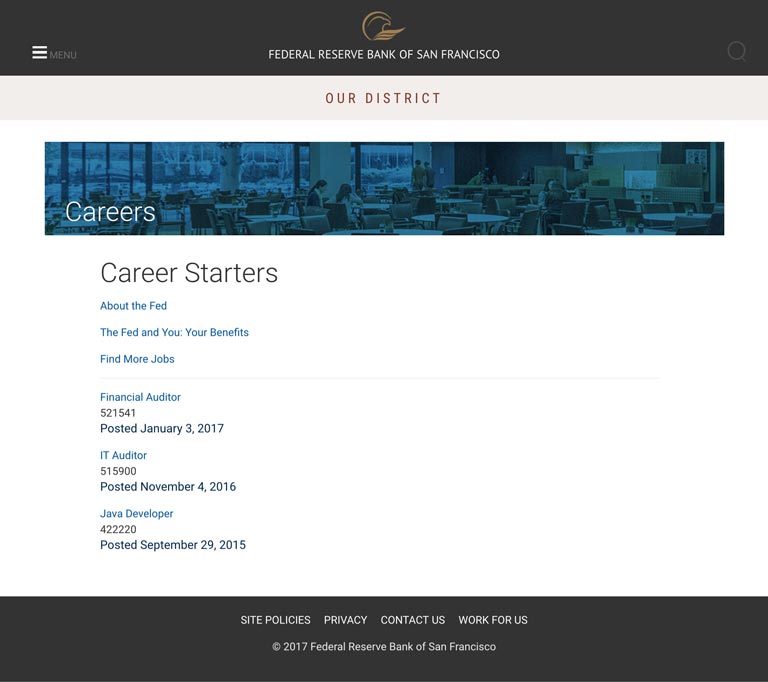 MENU
FEDERAL RESERVE BANK OF SAN FRANCISCO
OUR DISTRICT
Careers
Career Starters
About the Fed
The Fed and You: Your Benefits
Find More Jobs
Financial Auditor
521541
Posted January 3, 2017
IT Auditor
515900
Posted November 4, 2016
Java Developer
422220
Posted September 29, 2015
SITE POLICIES PRIVACY CONTACT US WORK FOR US
© 2017 Federal Reserve Bank of San Francisco